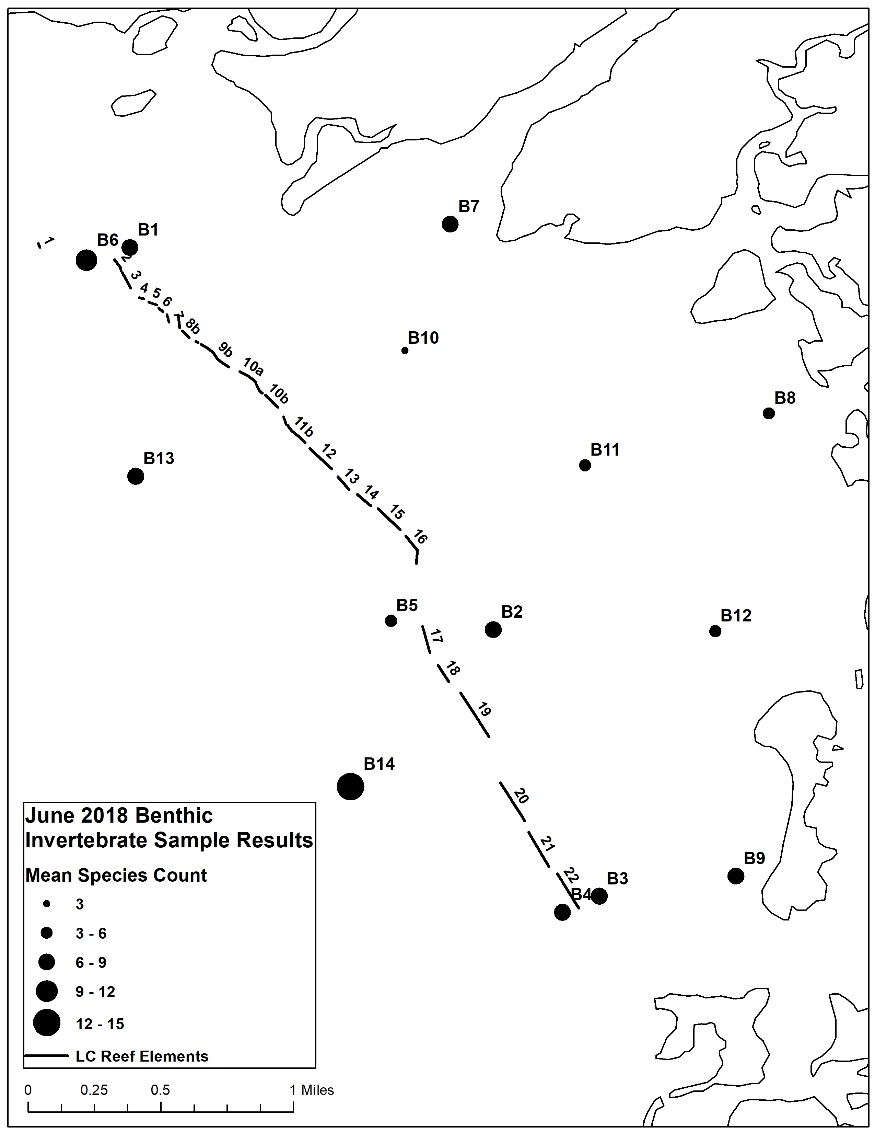 B7
B1
B6
1
2
3
4
5
6
7
8b
B10
9b
10a
B8
10b
11b
B11
12
B13
13
14
15
16
B5
B2
B12
17
18
19
B14
20
21
22
B9
B3
B4
June 2018 Benthic
Invertebrate Sample Results
Mean Species Count
3
3 - 6
6 - 9
9 - 12
12 - 15
LC Reef Elements
0 0.25 0.5 1 Miles